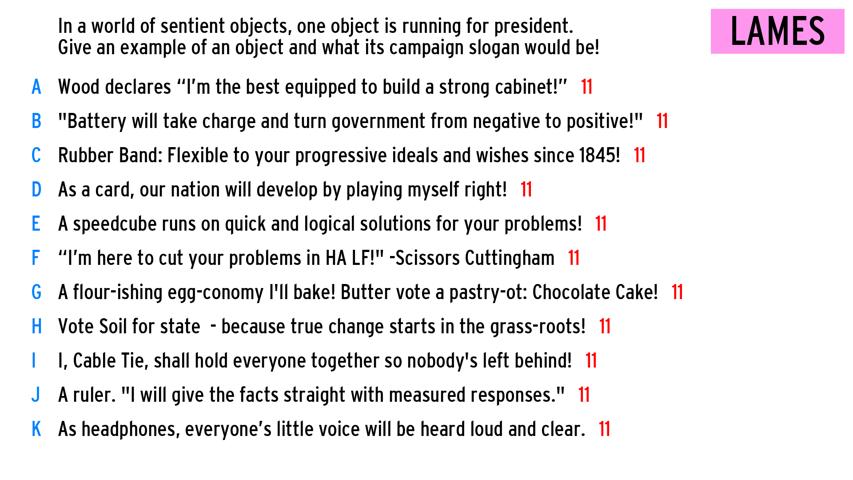 In a world of sentient objects, one object is running for president.
Give an example of an object and what its campaign slogan would be!
LAMES
A Wood declares “I’m the best equipped to build a strong cabinet!” 11
B "Battery will take charge and turn government from negative to positive!" 11
C Rubber Band: Flexible to your progressive ideals and wishes since 1845! 11
D As a card, our nation will develop by playing myself right! 11
E A speedcube runs on quick and logical solutions for your problems! 11
F “I’m here to cut your problems in HA LF!" -Scissors Cuttingham 11
G A flour-ishing egg-conomy I'll bake! Butter vote a pastry-ot: Chocolate Cake! 11
H Vote Soil for state - because true change starts in the grass-roots! 11
I I, Cable Tie, shall hold everyone together so nobody's left behind! 11
J A ruler. "I will give the facts straight with measured responses." 11
K As headphones, everyone’s little voice will be heard loud and clear. 11